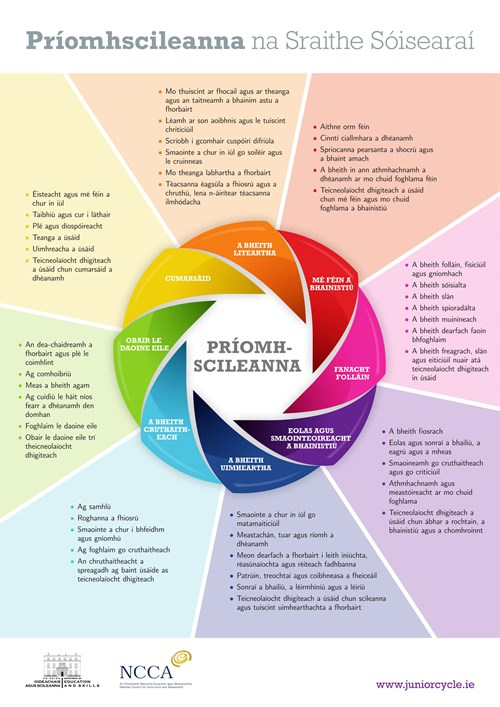 Príomhscileanna na Sraithe Sóisearaí
• Mo thuiscint ar fhocail agus ar theanga
agus an taitneamh a bhainim astu a
fhorbairt
• Léamh ar son aoibhnis agus le tuiscint
chriticiúil
• Scríobh i gcomhair cuspóirí difriúla
• Smaointe a chur in iúl go soiléir agus
le cruinneas
• Mo theanga labhartha a fhorbairt
• Téacsanna éagsúla a fhiosrú agus a
chruthú, lena n-áirítear téacsanna
ilmhódacha
• Aithne orm féin
• Cinntí ciallmhara a dhéanamh
• Spriocanna pearsanta a shocrú agus
a bhaint amach
• A bheith in ann athmhachnamh a
dhéanamh ar mo chuid foghlama féin
• Teicneolaíocht dhigiteach a úsáid
chun mé féin agus mo chuid
foghlama a bhainistiú
• Éisteacht agus mé féin a
chur in iúl
• Taibhiú agus cur i láthair
• Plé agus díospóireacht
• Teanga a úsáid
• Uimhreacha a úsáid
• Teicneolaíocht dhigiteach
a úsáid chun cumarsáid a
dhéanamh
A BHEITH
LITEARTHA
CUMARSÁID
MÉ FÉIN A
BHAINISTIÚ
• A bheith folláin, fisiciúil
agus gníomhach
• A bheith sóisialta
• A bheith slán
• A bheith spioradálta
• A bheith muiníneach
• A bheith dearfach faoin
bhfoghlaim
• A bheith freagrach, slán
agus eiticiúil nuair atá
teicneolaíocht dhigiteach
in úsáid
OBAIR LE
DAOINE EILE
PRÍOMH-
SCILEANNA
FANACHT
FOLLÁIN
• An dea-chaidreamh a
fhorbairt agus plé le
coimhlint
• Ag comhoibriú
• Meas a bheith agam
• Ag cuidiú le háit níos
fearr a dhéanamh den
domhan
• Foghlaim le daoine eile
• Obair le daoine eile trí
theicneolaíocht
dhigiteach
A BHEITH
CRUTHAITH-
EACH
A BHEITH
UIMHEARTHA
EOLAS AGUS
SMAOINTEOIREACHT
A BHAINISTIÚ
• A bheith fiosrach
• Eolas agus sonraí a bhailiú, a
eagrú agus a mheas
• Smaoineamh go cruthaitheach agus
go criticiúil
• Athmhachnamh agus
meastóireacht ar mo chuid
foghlama
• Teicneolaíocht dhigiteach a
úsáid chun ábhar a rochtain, a
bhainistiú agus a chomhroinnt
• Ag samhlú
• Roghanna a fhiosrú
• Smaointe a chur i bhfeidhm
agus gníomhú
• Ag foghlaim go cruthaitheach
• An chruthaitheacht a
spreagadh ag baint úsáide as
teicneolaíocht dhigiteach
• Smaointe a chur in iúl go
matamaiticiúil
• Meastachán, tuar agus ríomh a
dhéanamh
• Meon dearfach a fhorbairt i leith iniúchta,
réasúnaíochta agus réiteach fadhbanna
• Patrúin, treochtaí agus coibhneasa a fheiceáil
• Sonraí a bhailiú, a léirmhíniú agus a léiriú
• Teicneolaíocht dhigiteach a úsáid chun scileanna
agus tuiscint uimhearthachta a fhorbairt
OIDEACHAIS EDUCATION
AGUS SCILEANNA AND SKILLS
NCCA
www.juniorcycle.ie